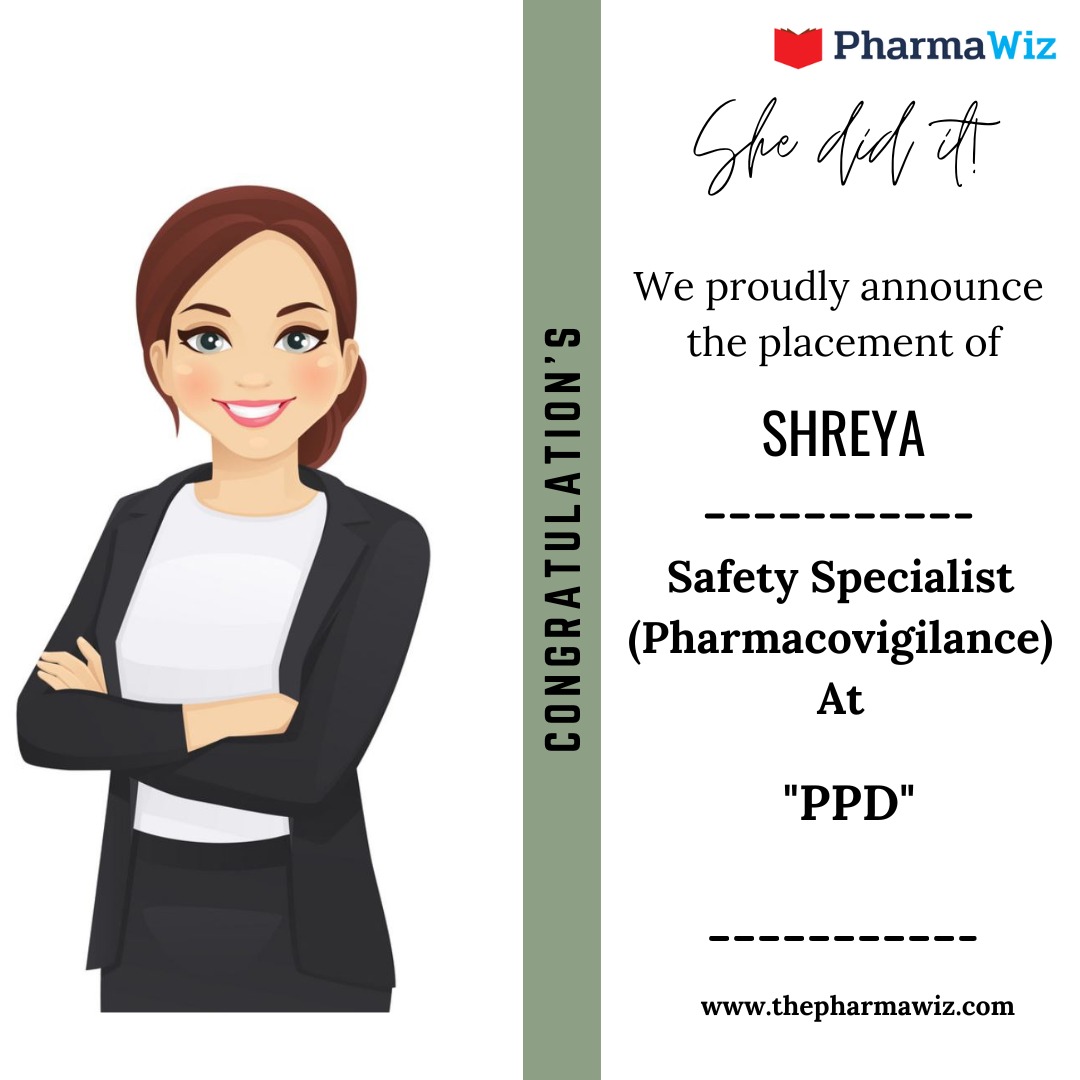 PharmaWiz
She did it!
We proudly announce
the placement of
SHREYA
Safety Specialist
(Pharmacovigilance)
At
"PPD"
www.thepharmawiz.com
CONGRATULATION'S